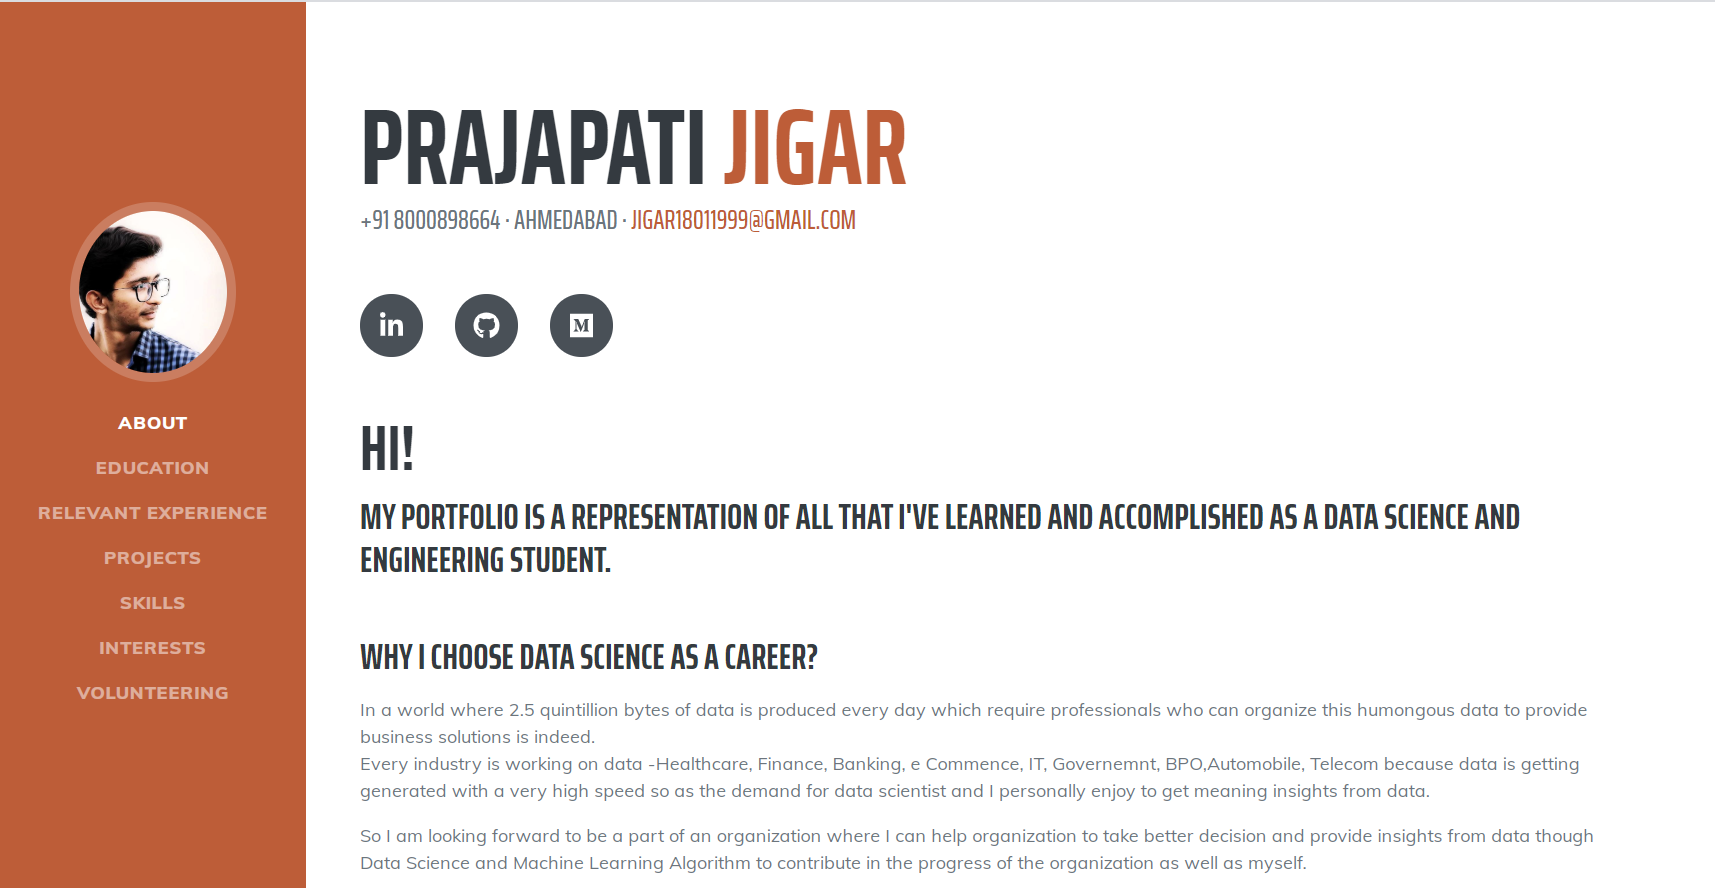 PRAJAPATI JIGAR
+91 8000898664 · AHMEDABAD · JIGAR18011999@GMAIL.COM
in
M
ABOUT
EDUCATION
RELEVANT EXPERIENCE
PROJECTS
SKILLS
INTERESTS
VOLUNTEERING
HI!
MY PORTFOLIO IS A REPRESENTATION OF ALL THAT I'VE LEARNED AND ACCOMPLISHED AS A DATA SCIENCE AND
ENGINEERING STUDENT.
WHY I CHOOSE DATA SCIENCE AS A CAREER?
In a world where 2.5 quintillion bytes of data is produced every day which require professionals who can organize this humongous data to provide
business solutions is indeed.
Every industry is working on data -Healthcare, Finance, Banking, e Commence, IT, Governemnt, BPO,Automobile, Telecom because data is getting
generated with a very high speed so as the demand for data scientist and I personally enjoy to get meaning insights from data.
So I am looking forward to be a part of an organization where I can help organization to take better decision and provide insights from data though
Data Science and Machine Learning Algorithm to contribute in the progress of the organization as well as myself.